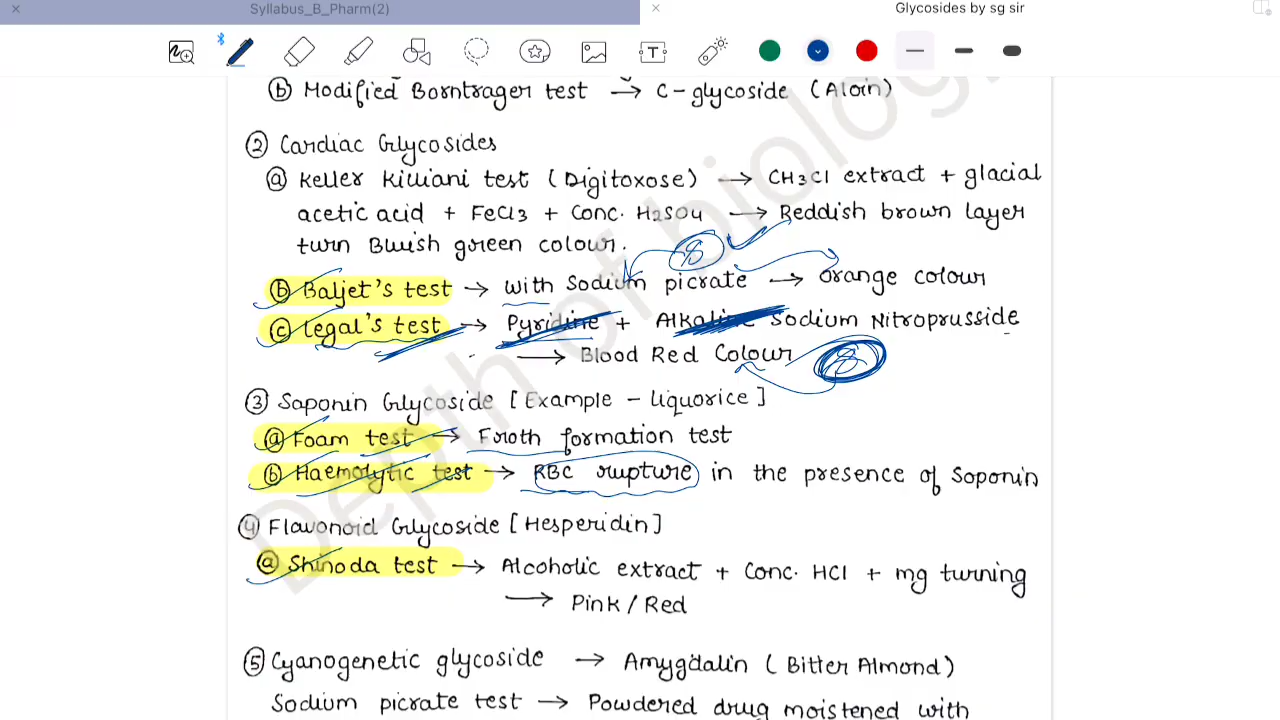 Syllabus_B_Pharm(2)
Glycosides by sg sir
ⓑ Modified Borntrager test → C-glycoside (Aloin)
② Cardiac Glycosides
ⓐ Keller Killiani test (Digitoxose) → CH3Cl extract + glacial
acetic acid + FeCl3 + Conc. H2SO4 → Reddish brown layer
turn Bluish green colour.
ⓑ Baljet's test → with Sodium picrate → orange colour
ⓒ Legal's test → Pyridine + Alkaline Sodium Nitroprusside
→ Blood Red Colour
③ Saponin Glycoside [Example - liquorice]
ⓐ Foam test → Froth formation test
ⓑ Haemolytic test → RBC rupture in the presence of Soponin
④ Flavonoid Glycoside [Hesperidin]
ⓐ Shinoda test → Alcoholic extract + Conc. HCl + mg turning
→ Pink / Red
⑤ Cyanogenetic glycoside → Amygdalin (Bitter Almond)
Sodium picrate test → Powdered drug moistened with
Depth of biology